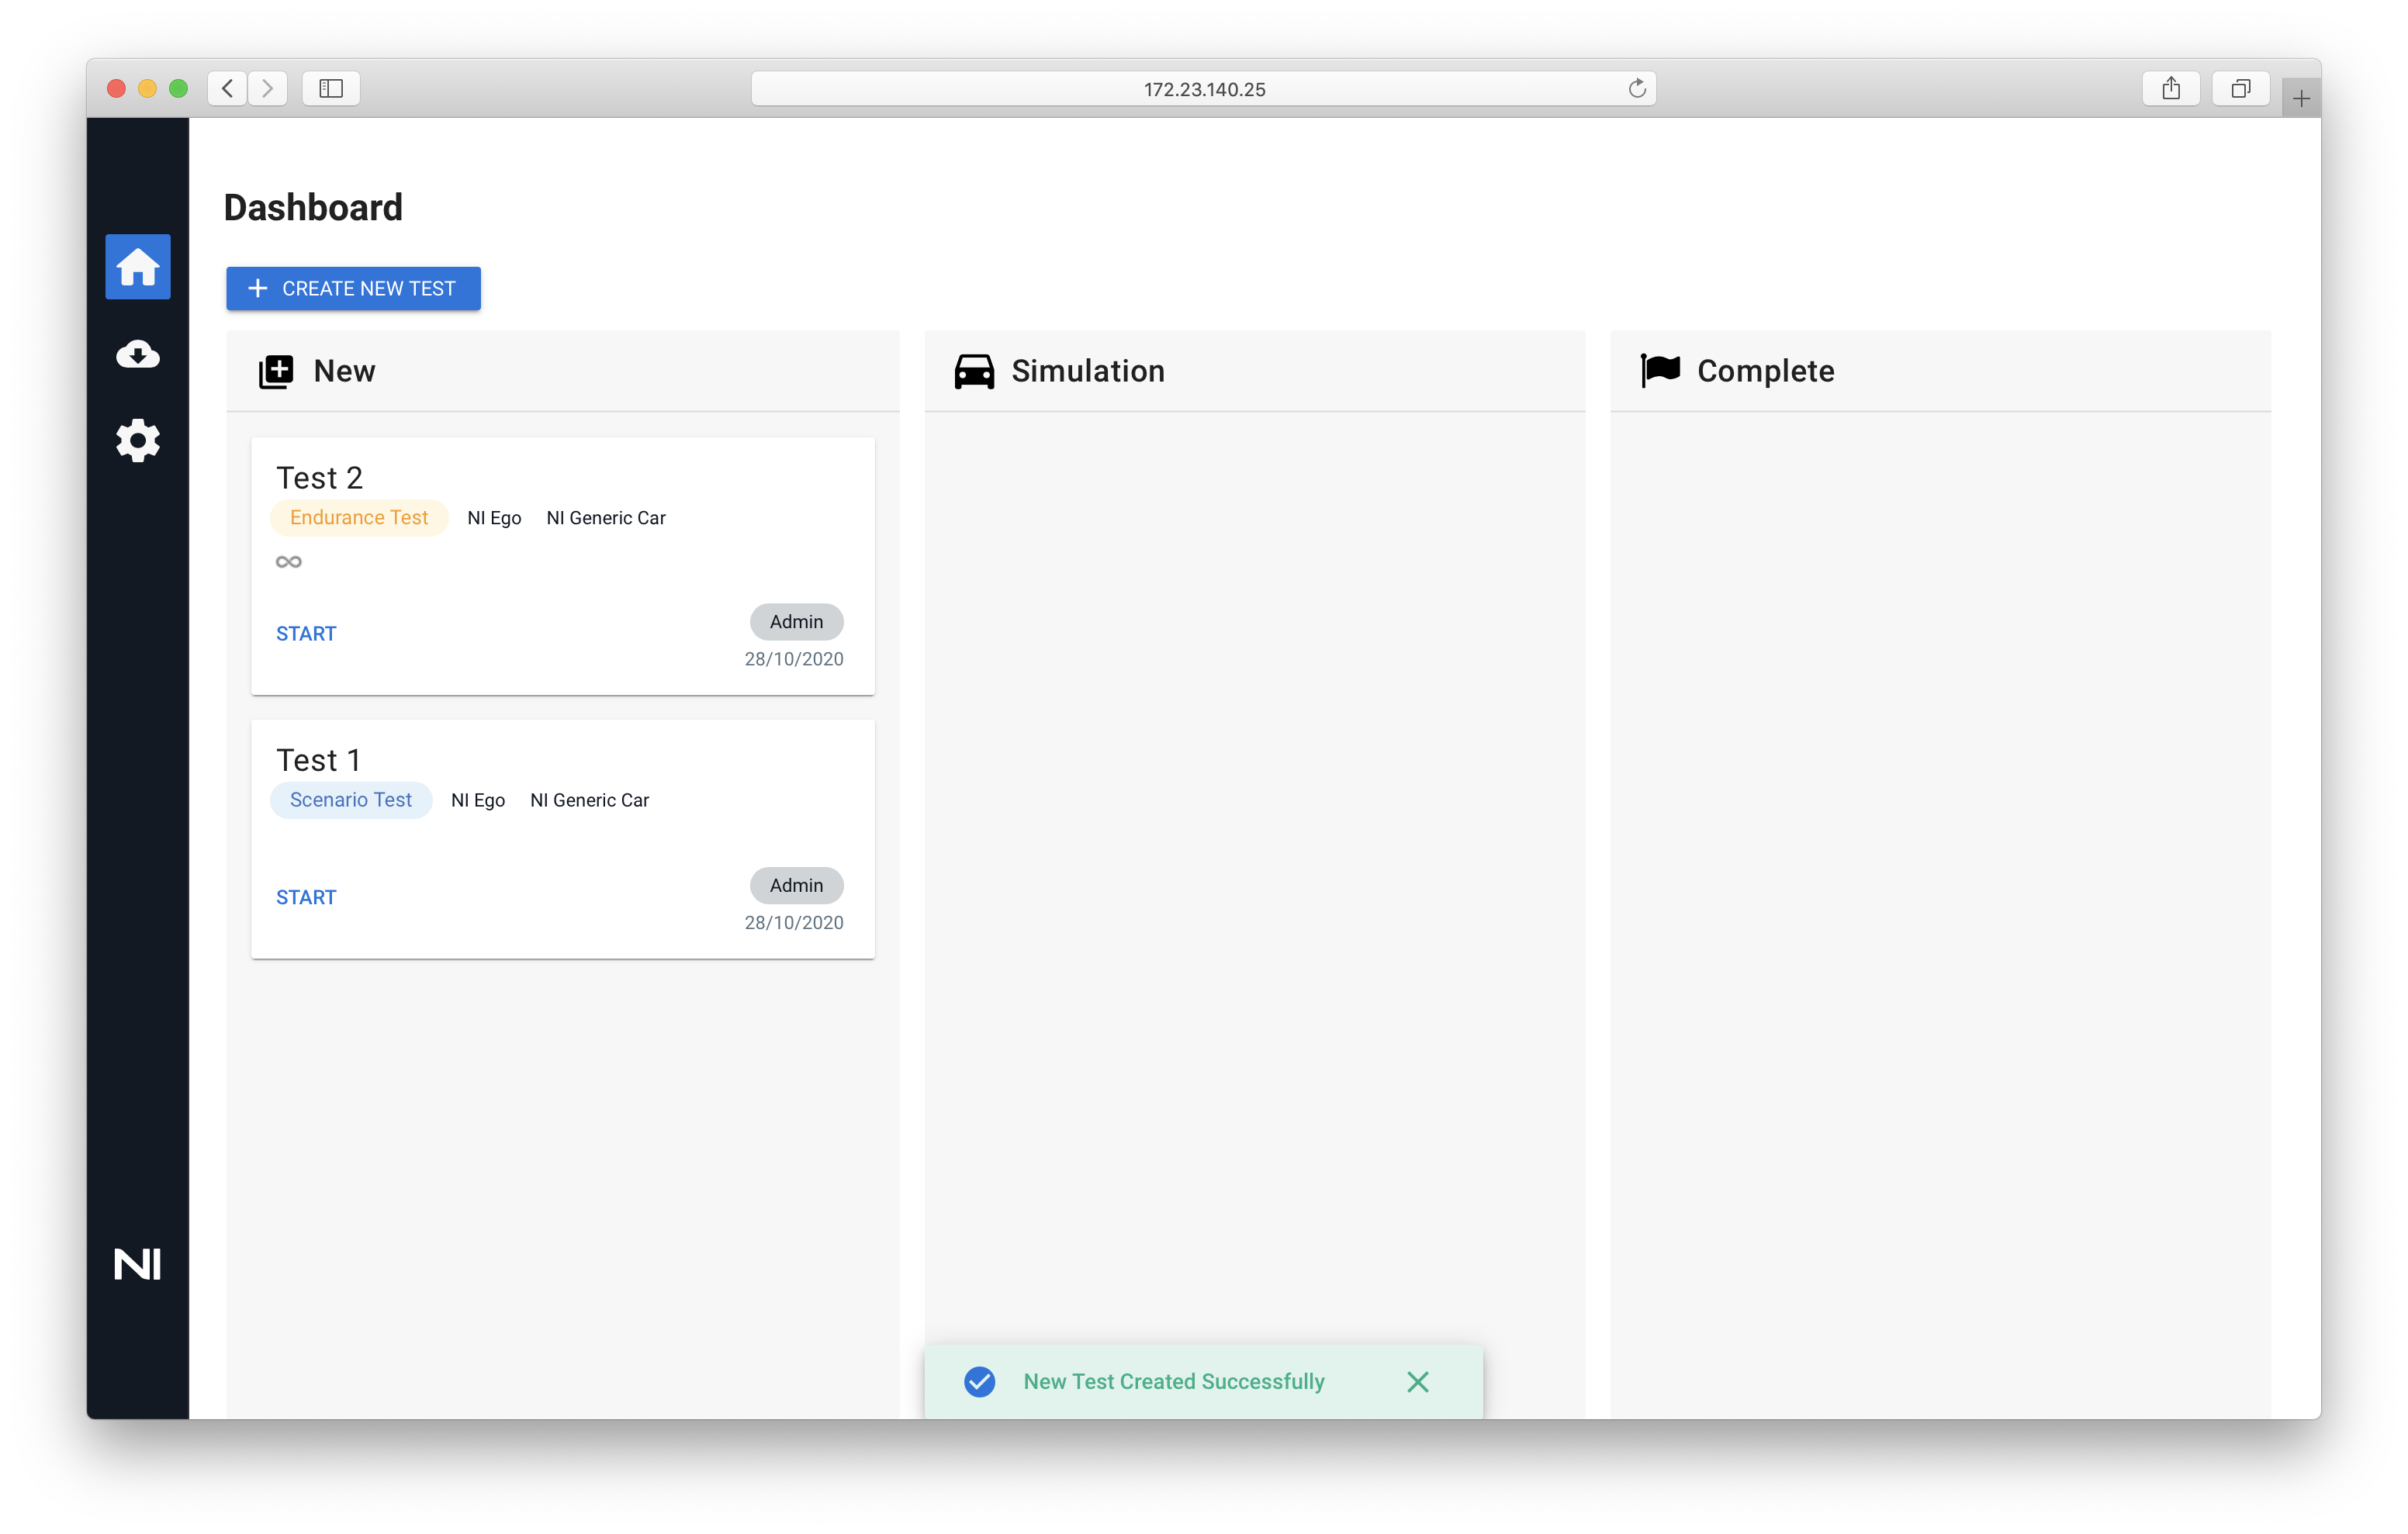 172.23.140.25
Dashboard
CREATE NEW TEST
New
Simulation
Complete
Test 2
Endurance Test NI Ego NI Generic Car
START
Admin
28/10/2020
Test 1
Scenario Test NI Ego NI Generic Car
START
Admin
28/10/2020
NI
New Test Created Successfully